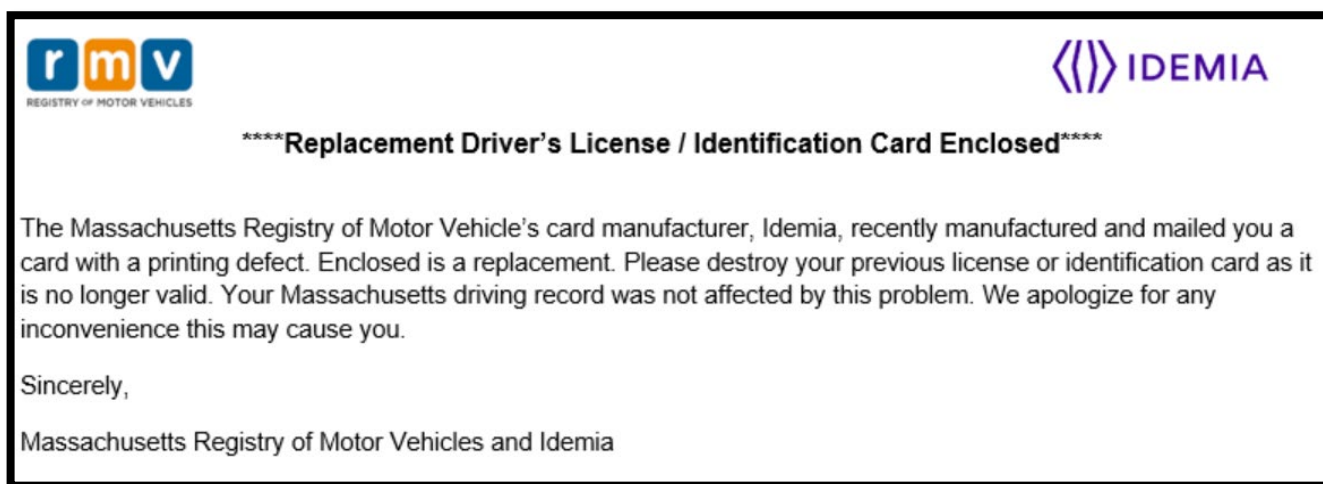 rmv
REGISTRY OF MOTOR VEHICLES
IDEMIA
****Replacement Driver's License / Identification Card Enclosed****
The Massachusetts Registry of Motor Vehicle's card manufacturer, Idemia, recently manufactured and mailed you a
card with a printing defect. Enclosed is a replacement. Please destroy your previous license or identification card as it
is no longer valid. Your Massachusetts driving record was not affected by this problem. We apologize for any
inconvenience this may cause you.
Sincerely,
Massachusetts Registry of Motor Vehicles and Idemia